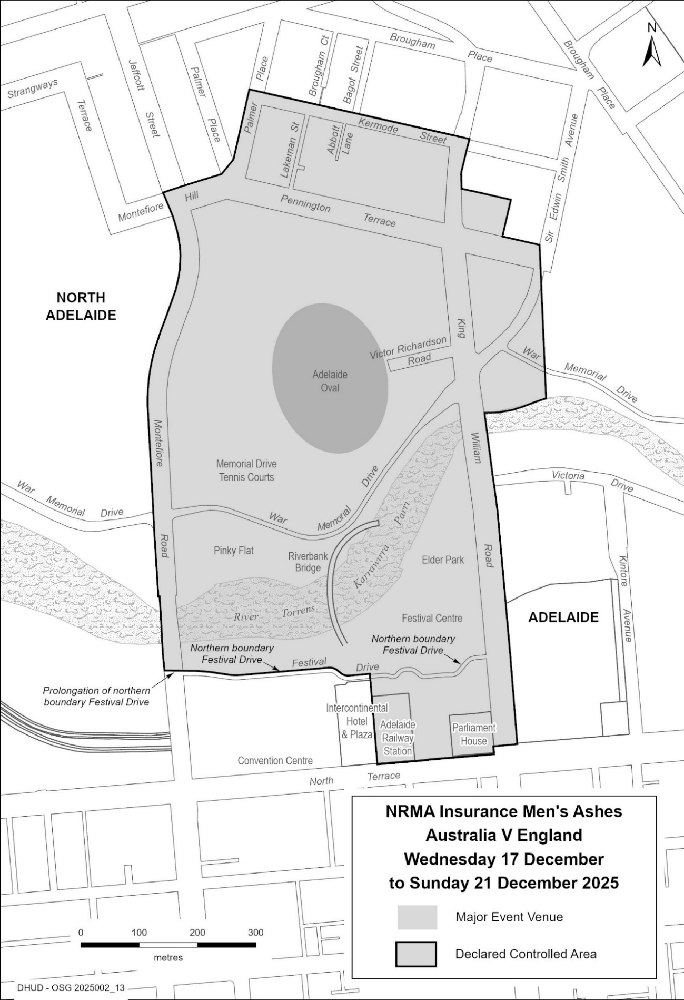 N
Brougham
Place
Brougham
Place
Place
Brougham Ct
Bagot Street
Jeffcott
Street
Palmer
Place
Strangways
Terrace
Palmer
Kermode
Street
Lakeman St
Abbott
Lane
Sir Edwin Smith Avenue
Montefiore
Hill
Pennington
Terrace
NORTH
ADELAIDE
King
Victor Richardson
Road
War
Memorial
Drive
Adelaide
Oval
Montefiore
William
Memorial Drive
Tennis Courts
Drive
Victoria
Drive
War
Memorial
Drive
War
Memorial
Parri
Karrawirra
Road
Pinky Flat
Riverbank
Bridge
Elder Park
Road
Kintore
Avenue
River
Torrens
Festival Centre
ADELAIDE
Northern boundary
Festival Drive
Northern boundary
Festival Drive
Festival
Drive
Prolongation of northern
boundary Festival Drive
Intercontinental
Hotel
& Plaza
Adelaide
Railway
Station
Parliament
House
Convention Centre
North
Terrace
NRMA Insurance Men's Ashes
Australia V England
Wednesday 17 December
to Sunday 21 December 2025
Major Event Venue
Declared Controlled Area
0 100 200 300
metres
DHUD - OSG 2025002_13